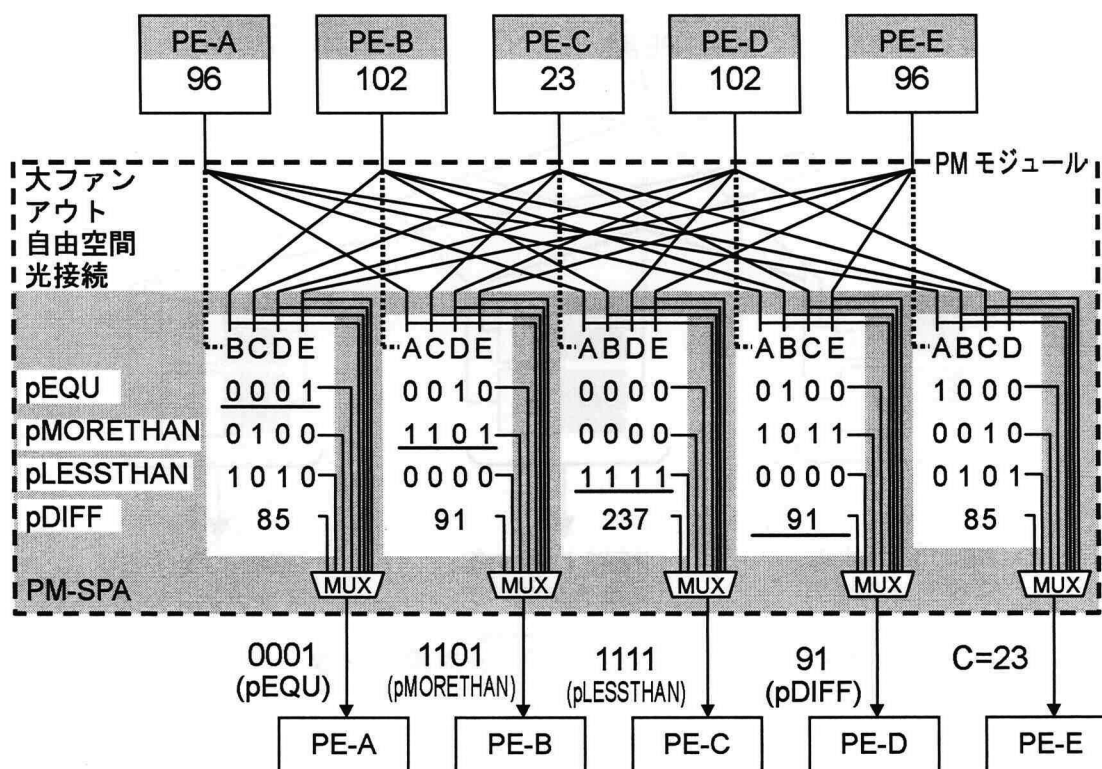 PE-A PE-B PE-C PE-D PE-E
96 102 23 102 96
PM モジュール
大ファン
アウト
自由空間
光接続
BCDE ACDE ABDE ABCE ABCD
pEQU 0001 0010 0000 0100 1000
pMORETHAN 0100 1101 0000 1011 0010
pLESSTHAN 1010 0000 1111 0000 0101
pDIFF 85 91 237 91 85
PM-SPA MUX MUX MUX MUX MUX
0001 1101 1111 91 C=23
(pEQU) (pMORETHAN) (pLESSTHAN) (pDIFF)
PE-A PE-B PE-C PE-D PE-E